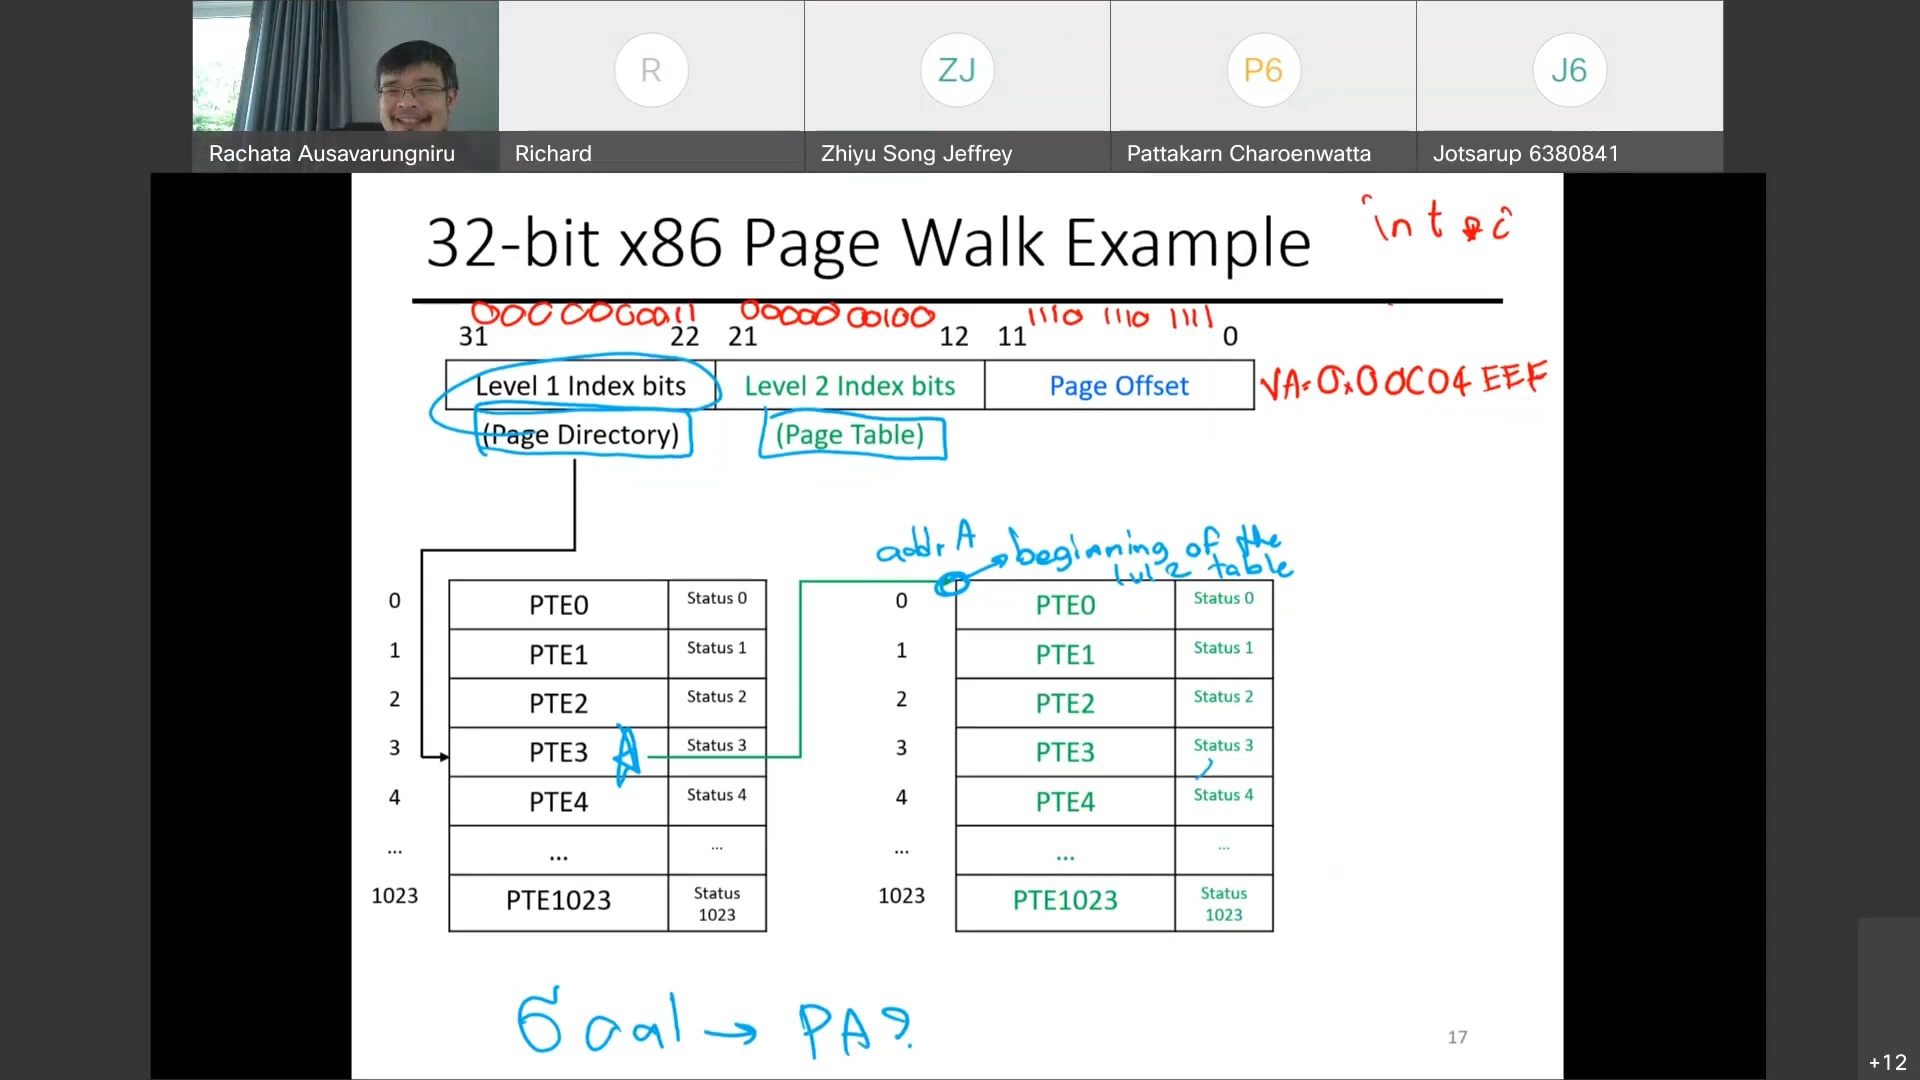 R
ZJ
P6
J6
Rachata Ausavarungniru
Richard
Zhiyu Song Jeffrey
Pattakarn Charoenwatta
Jotsarup 6380841
32-bit x86 Page Walk Example
int *i
0000000011 0000000100 1110 1110 1111
31 22 21 12 11 0
Level 1 Index bits Level 2 Index bits Page Offset
VA=0x00C04EEF
(Page Directory) (Page Table)
addr A → beginning of the
lvl 2 table
0 PTE0 Status 0 0 PTE0 Status 0
1 PTE1 Status 1 1 PTE1 Status 1
2 PTE2 Status 2 2 PTE2 Status 2
3 PTE3 A Status 3 3 PTE3 Status 3
4 PTE4 Status 4 4 PTE4 Status 4
... ... ... ... ... ...
1023 PTE1023 Status 1023 1023 PTE1023 Status 1023
Goal → PA?
17
+12